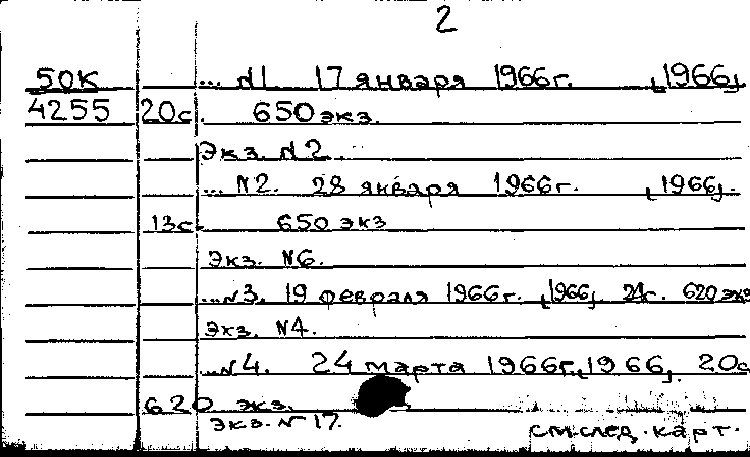 2
50К ... N1 17 января 1966г. [1966]
4255 20с. 650 экз.
Экз. N2.
... N2. 28 января 1966г. [1966].
13с. 650 экз
Экз. N6.
... N3. 19 февраля 1966г. [1966]. 21с. 620 экз
Экз. N4.
... N4. 24 марта 1966г. [1966]. 20с
620 экз.
Экз. N 17.
см.след.карт.